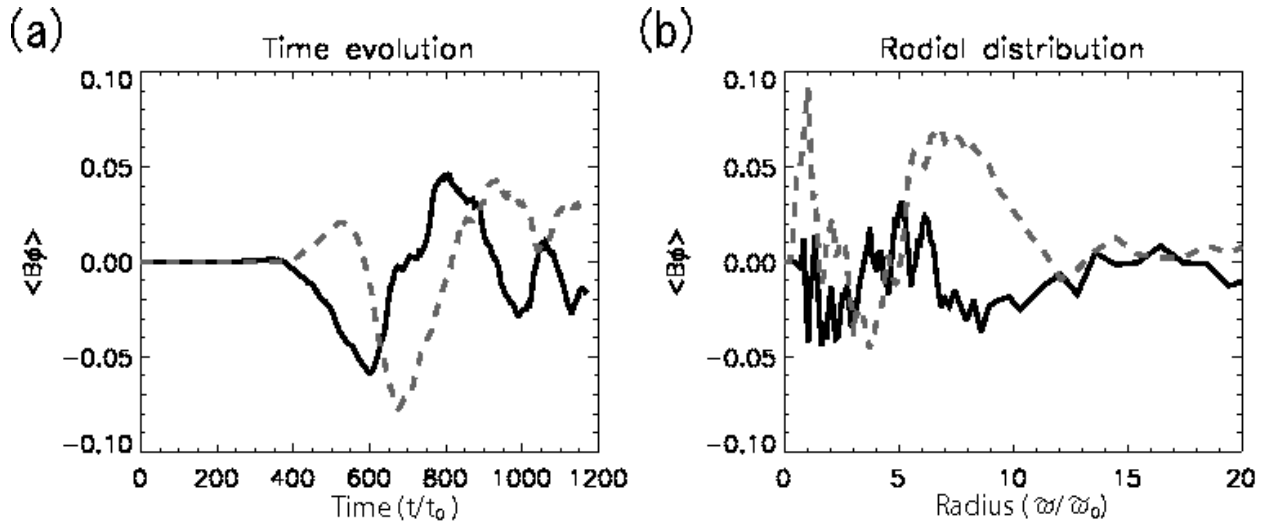 (a)
Time evolution
0.10
0.05
0.00
−0.05
−0.10
<Bϕ>
0 200 400 600 800 1000 1200
Time (t/t₀)
(b)
Radial distribution
0.10
0.05
0.00
−0.05
−0.10
<Bϕ>
0 5 10 15 20
Radius (ϖ/ϖ₀)